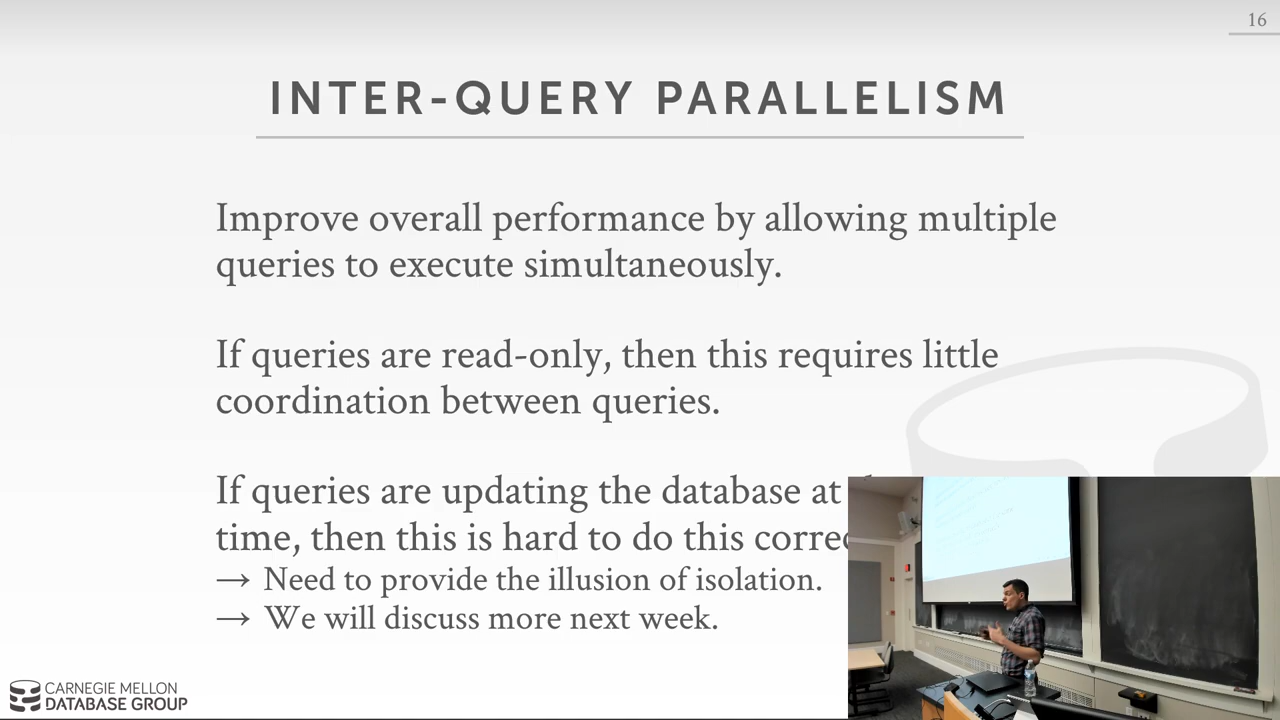 16
INTER-QUERY PARALLELISM
Improve overall performance by allowing multiple
queries to execute simultaneously.
If queries are read-only, then this requires little
coordination between queries.
If queries are updating the database at
time, then this is hard to do this
→ Need to provide the illusion of isolation.
→ We will discuss more next week.
CARNEGIE MELLON
DATABASE GROUP